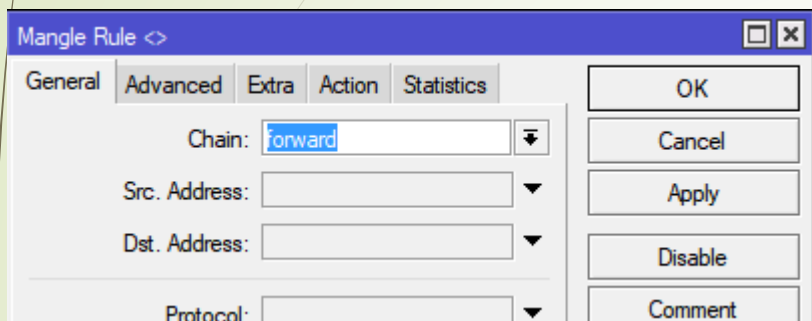 Mangle Rule <>
General Advanced Extra Action Statistics
OK
Chain: forward
Cancel
Src. Address:
Apply
Dst. Address:
Disable
Protocol:
Comment